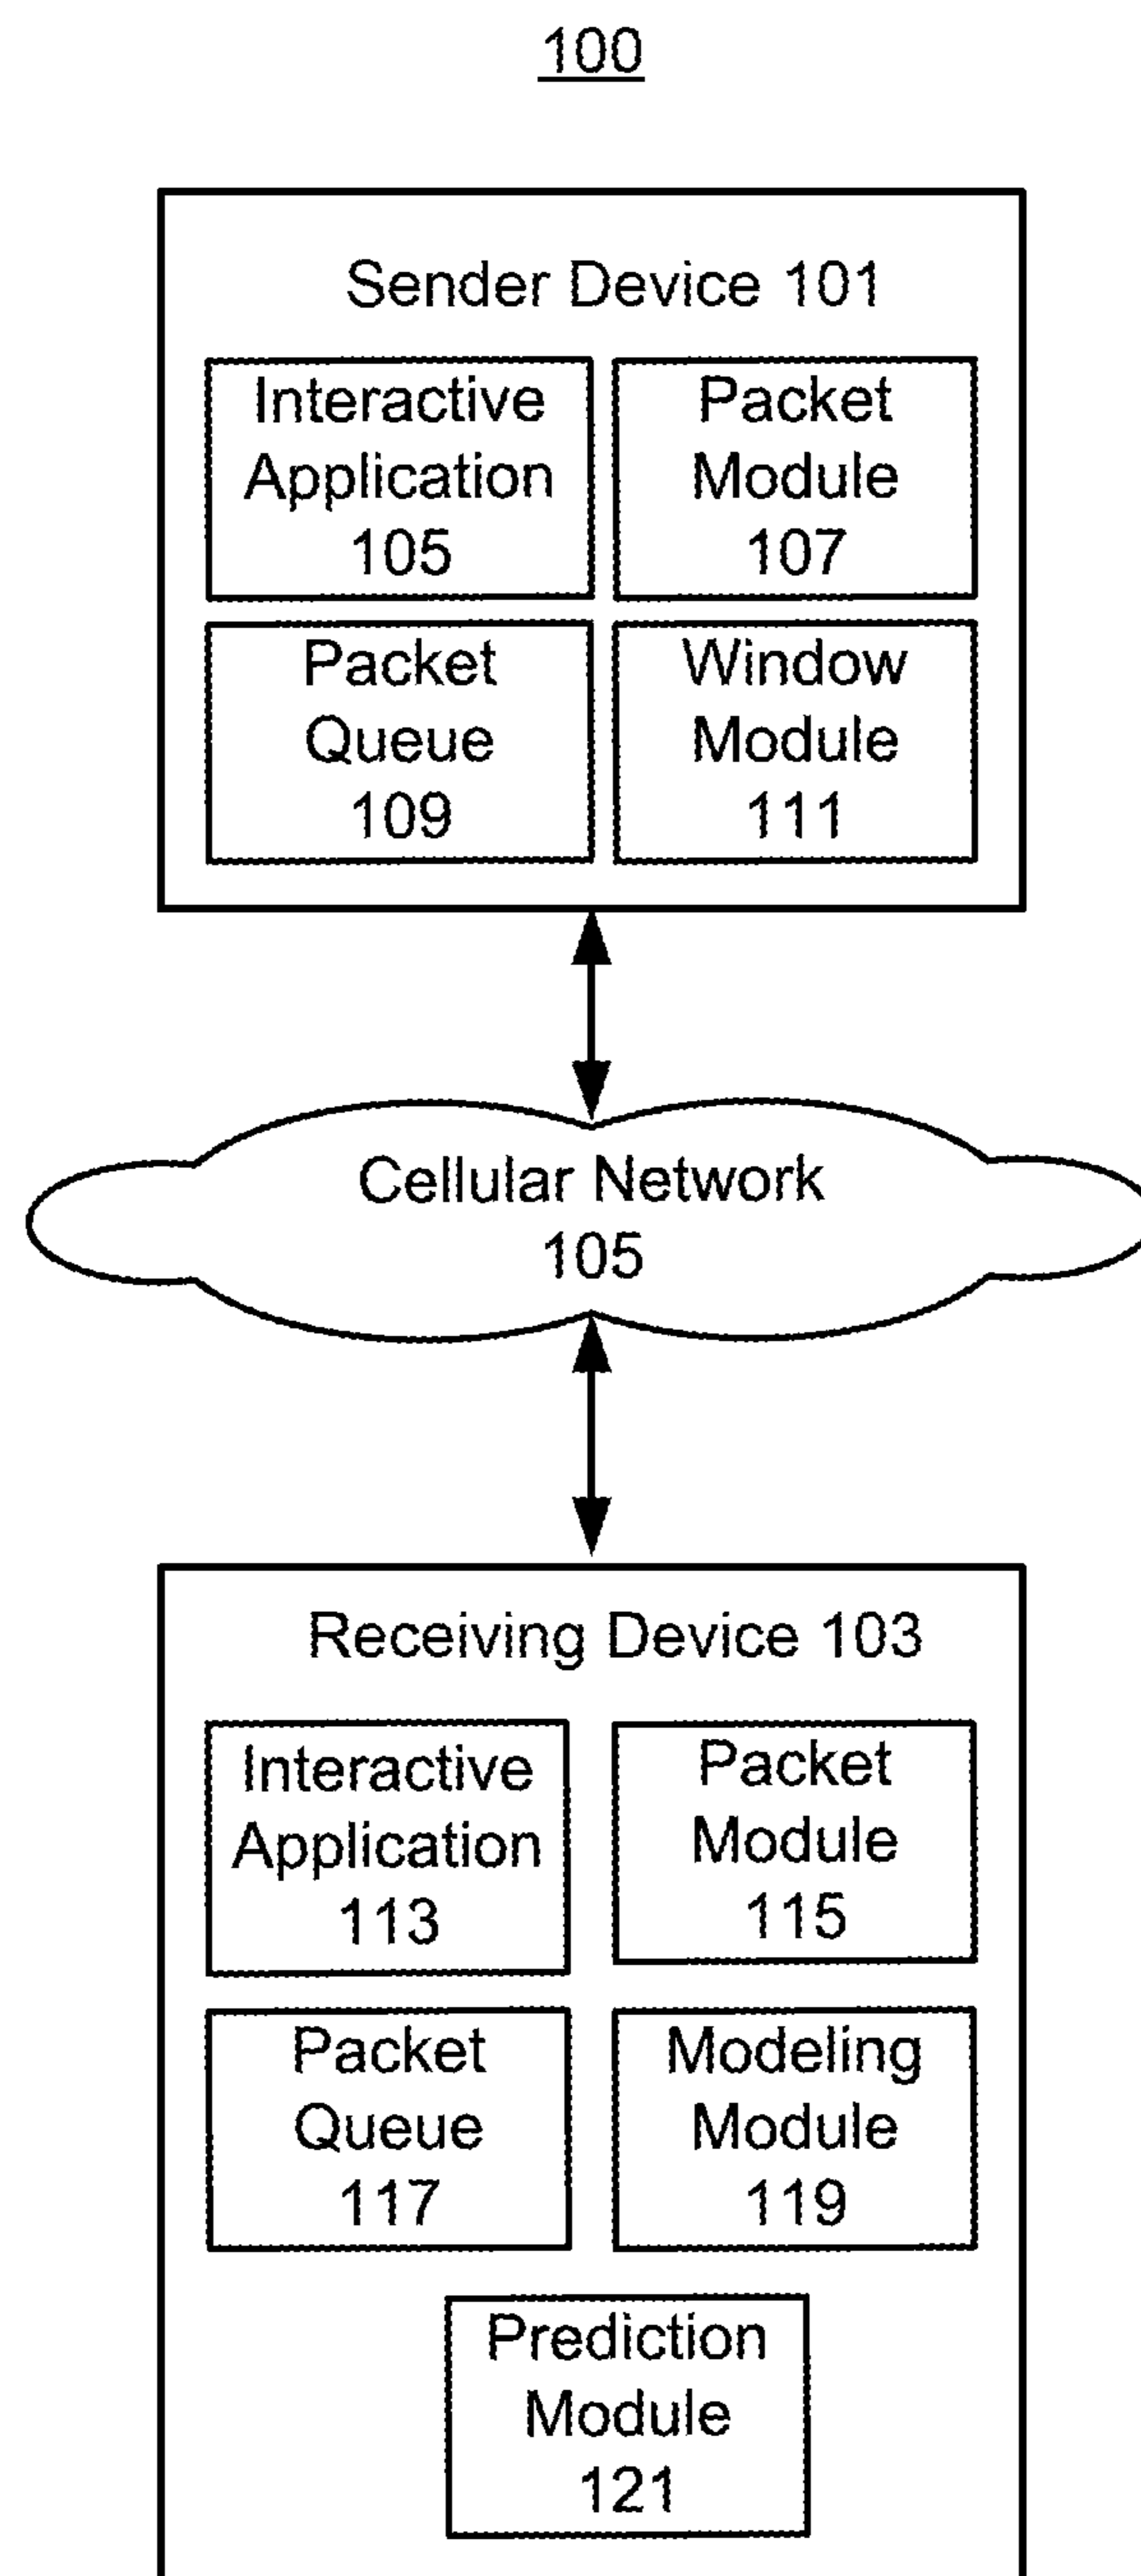 100
Sender Device 101
Interactive
Application
105
Packet
Module
107
Packet
Queue
109
Window
Module
111
Cellular Network
105
Receiving Device 103
Interactive
Application
113
Packet
Module
115
Packet
Queue
117
Modeling
Module
119
Prediction
Module
121